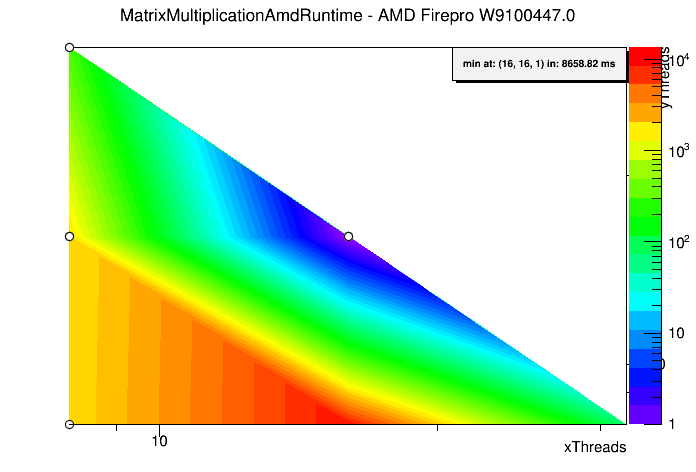 MatrixMultiplicationAmdRuntime - AMD Firepro W9100447.0
min at: (16, 16, 1) in: 8658.82 ms
yThreads
10⁴
10³
10²
10
1
10
xThreads